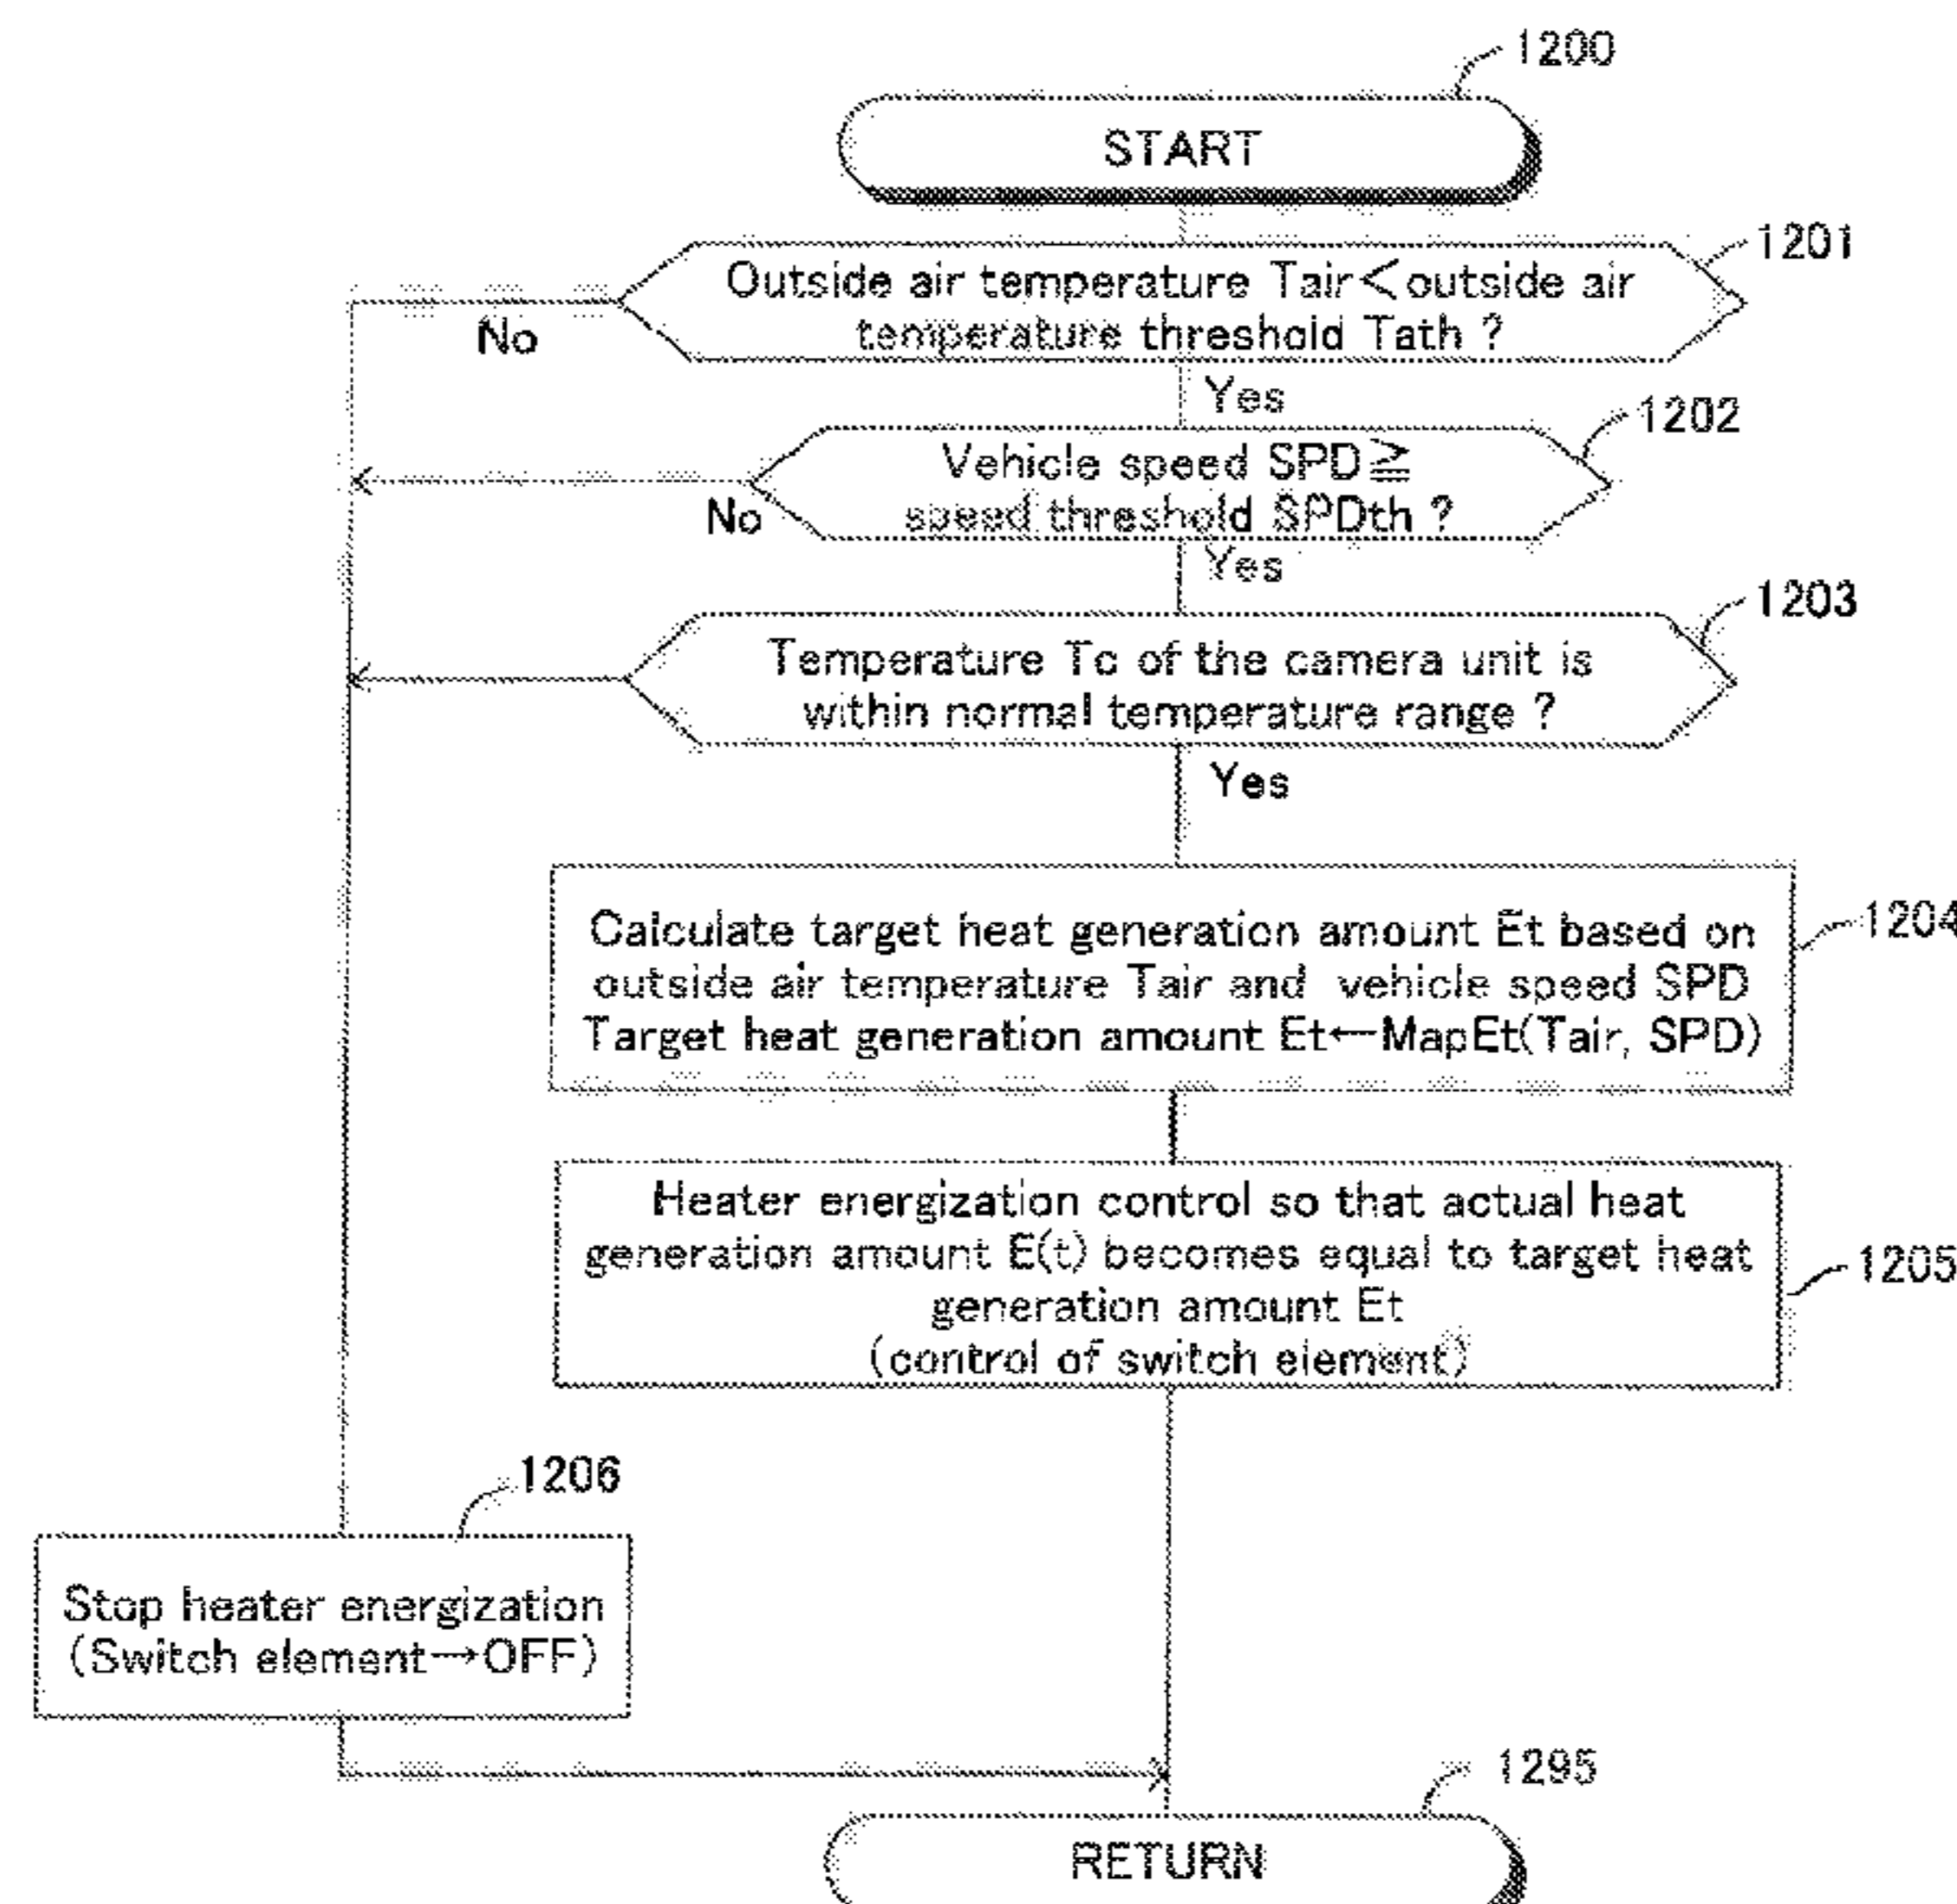 1200
START
1201
Outside air temperature Tair<outside air
temperature threshold Tath ?
No
Yes
1202
Vehicle speed SPD≧
speed threshold SPDth ?
No
Yes
1203
Temperature Tc of the camera unit is
within normal temperature range ?
Yes
1204
Calculate target heat generation amount Et based on
outside air temperature Tair and vehicle speed SPD
Target heat generation amount Et←MapEt(Tair, SPD)
Heater energization control so that actual heat
generation amount E(t) becomes equal to target heat
generation amount Et
(control of switch element)
1205
1206
Stop heater energization
(Switch element→OFF)
1295
RETURN